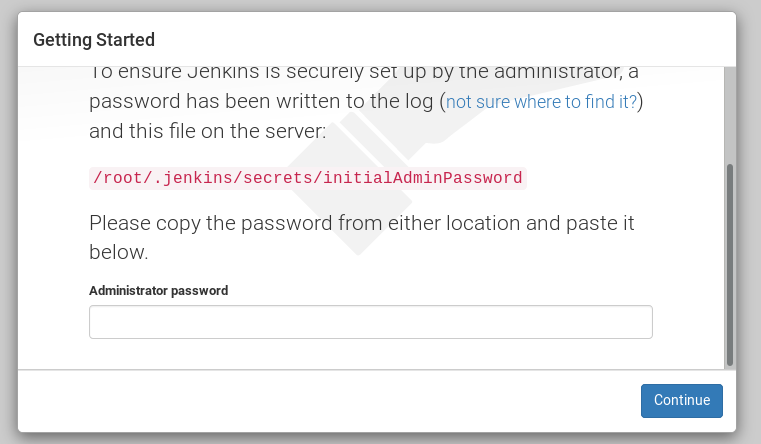 Getting Started
To ensure Jenkins is securely set up by the administrator, a
password has been written to the log (not sure where to find it?)
and this file on the server:
/root/.jenkins/secrets/initialAdminPassword
Please copy the password from either location and paste it
below.
Administrator password
Continue